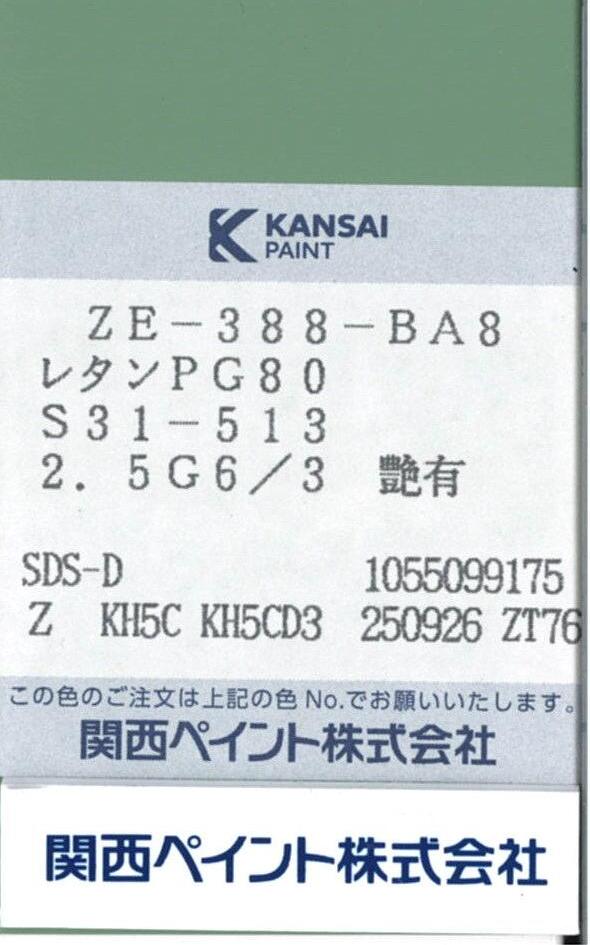 KANSAI
PAINT
ZE-388-BA8
レタンPG80
S31-513
2.5G6/3 艶有
SDS-D 1055099175
Z KH5C KH5CD3 250926 ZT76
この色のご注文は上記の色 No.でお願いいたします。
関西ペイント株式会社
関西ペイント株式会社